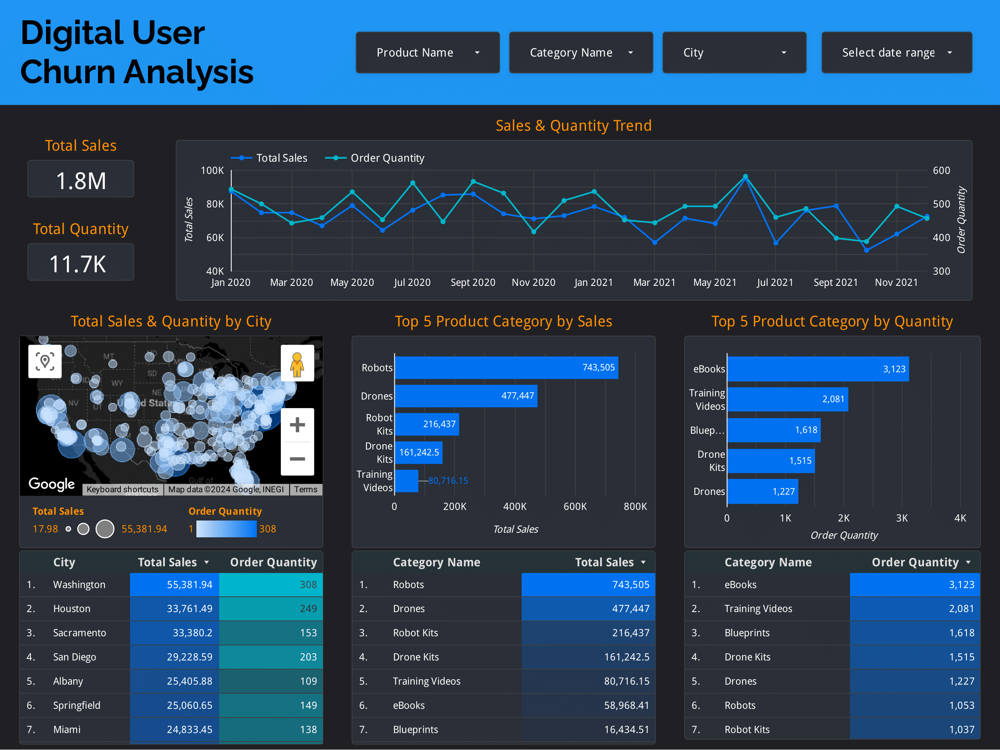 Digital User
Churn Analysis
Product Name
Category Name
City
Select date range
Sales & Quantity Trend
Total Sales
1.8M
Total Quantity
11.7K
Total Sales
Order Quantity
100K
80K
60K
40K
Total Sales
600
500
400
300
Order Quantity
Jan 2020
Mar 2020
May 2020
Jul 2020
Sept 2020
Nov 2020
Jan 2021
Mar 2021
May 2021
Jul 2021
Sept 2021
Nov 2021
Total Sales & Quantity by City
MT
ND
SD
ID
WY
NE
NV
UT
Gulf of
Google
Keyboard shortcuts
Map data ©2024 Google, INEGI
Terms
Total Sales
17.98
55,381.94
Order Quantity
1
308
Top 5 Product Category by Sales
Robots
743,505
Drones
477,447
Robot
Kits
216,437
Drone
Kits
161,242.5
Training
Videos
80,716.15
0
200K
400K
600K
800K
Total Sales
Top 5 Product Category by Quantity
eBooks
3,123
Training
Videos
2,081
Bluep...
1,618
Drone
Kits
1,515
Drones
1,227
0
1K
2K
3K
4K
Order Quantity
City Total Sales Order Quantity
1. Washington 55,381.94 308
2. Houston 33,761.49 249
3. Sacramento 33,380.2 153
4. San Diego 29,228.59 203
5. Albany 25,405.88 109
6. Springfield 25,060.65 149
7. Miami 24,833.45 138
Category Name Total Sales
1. Robots 743,505
2. Drones 477,447
3. Robot Kits 216,437
4. Drone Kits 161,242.5
5. Training Videos 80,716.15
6. eBooks 58,968.41
7. Blueprints 16,434.51
Category Name Order Quantity
1. eBooks 3,123
2. Training Videos 2,081
3. Blueprints 1,618
4. Drone Kits 1,515
5. Drones 1,227
6. Robots 1,053
7. Robot Kits 1,037